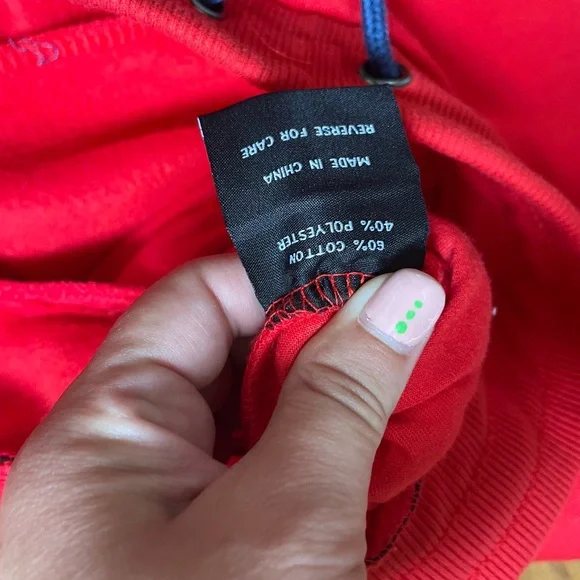 60% COTTON
40% POLYESTER
MADE IN CHINA
REVERSE FOR CARE